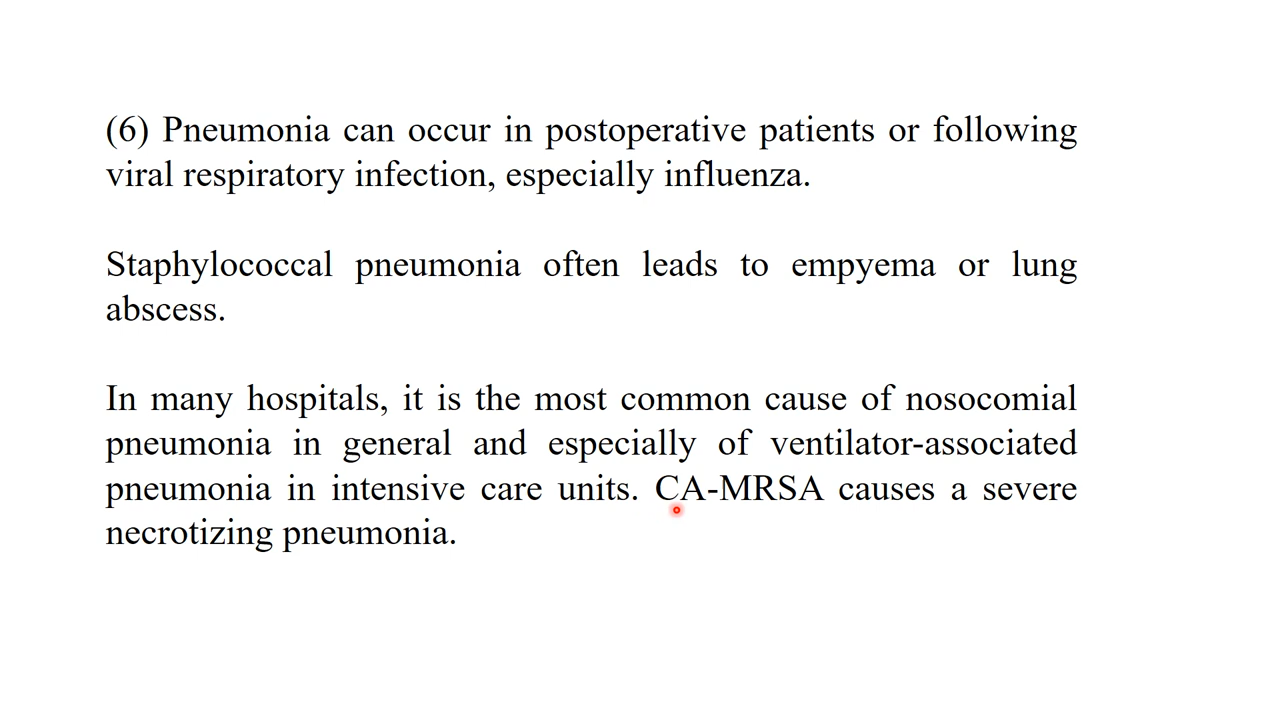 (6) Pneumonia can occur in postoperative patients or following
viral respiratory infection, especially influenza.
Staphylococcal pneumonia often leads to empyema or lung
abscess.
In many hospitals, it is the most common cause of nosocomial
pneumonia in general and especially of ventilator-associated
pneumonia in intensive care units. CA-MRSA causes a severe
necrotizing pneumonia.